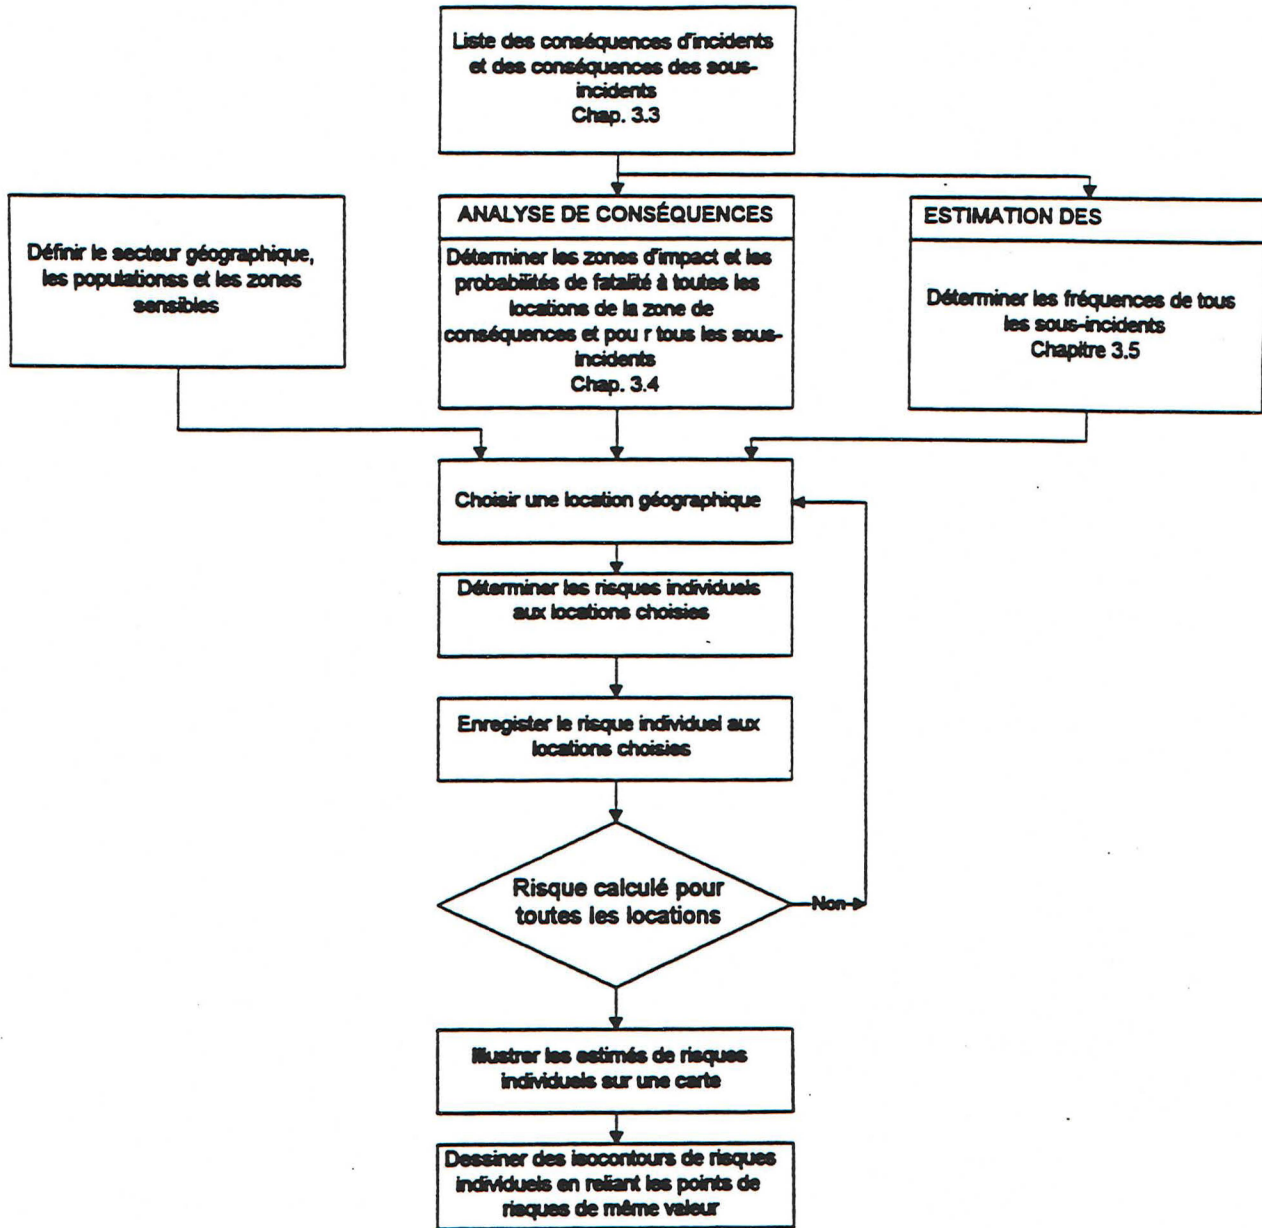 Liste des conséquences d'incidents
et des conséquences des sous-
incidents
Chap. 3.3
Définir le secteur géographique,
les populationss et les zones
sensibles
ANALYSE DE CONSÉQUENCES
Déterminer les zones d'impact et les
probabilités de fatalité à toutes les
locations de la zone de
conséquences et pou r tous les sous-
incidents
Chap. 3.4
ESTIMATION DES
Déterminer les fréquences de tous
les sous-incidents
Chapitre 3.5
Choisir une location géographique
Déterminer les risques individuels
aux locations choisies
Enregister le risque individuel aux
locations choisies
Risque calculé pour
toutes les locations
Non
Illustrer les estimés de risques
individuels sur une carte
Dessiner des isocontours de risques
individuels en reliant les points de
risques de même valeur